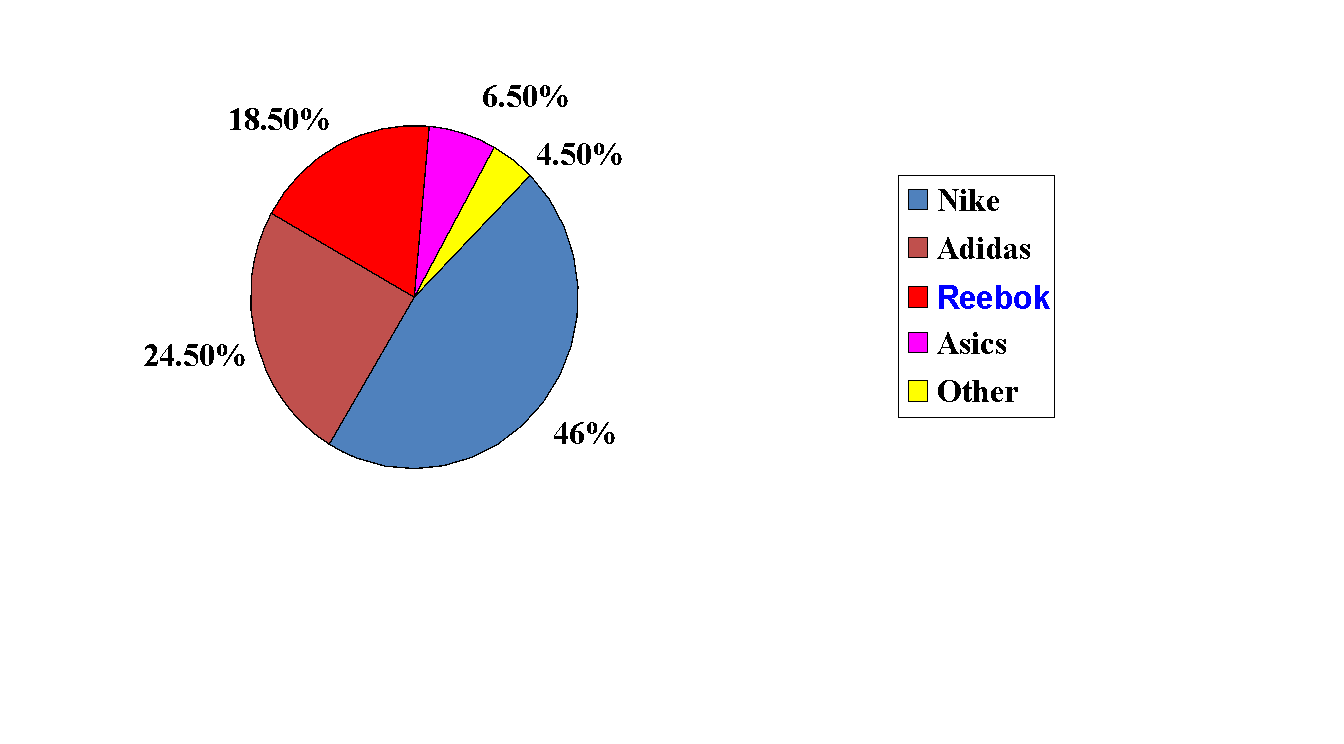 6.50%
18.50%
4.50%
24.50%
46%
Nike
Adidas
Reebok
Asics
Other